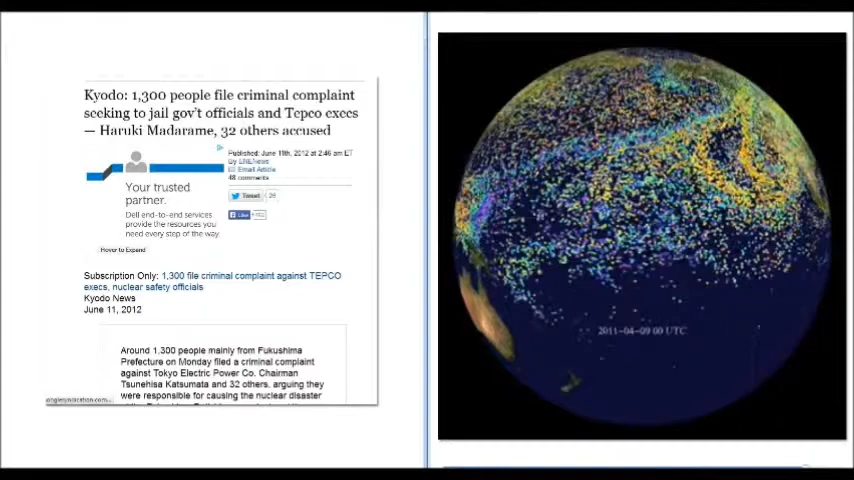 Kyodo: 1,300 people file criminal complaint
seeking to jail gov't officials and Tepco execs
— Haruki Madarame, 32 others accused
Published: June 11th, 2012 at 2:46 am ET
By ENENews
Email Article
48 comments
Your trusted
partner.
Dell end-to-end services
provide the resources you
need every step of the way.
Hover to Expand
Tweet
Like
Subscription Only: 1,300 file criminal complaint against TEPCO
execs, nuclear safety officials
Kyodo News
June 11, 2012
Around 1,300 people mainly from Fukushima
Prefecture on Monday filed a criminal complaint
against Tokyo Electric Power Co. Chairman
Tsunehisa Katsumata and 32 others, arguing they
were responsible for causing the nuclear disaster
2011-04-09 00 UTC